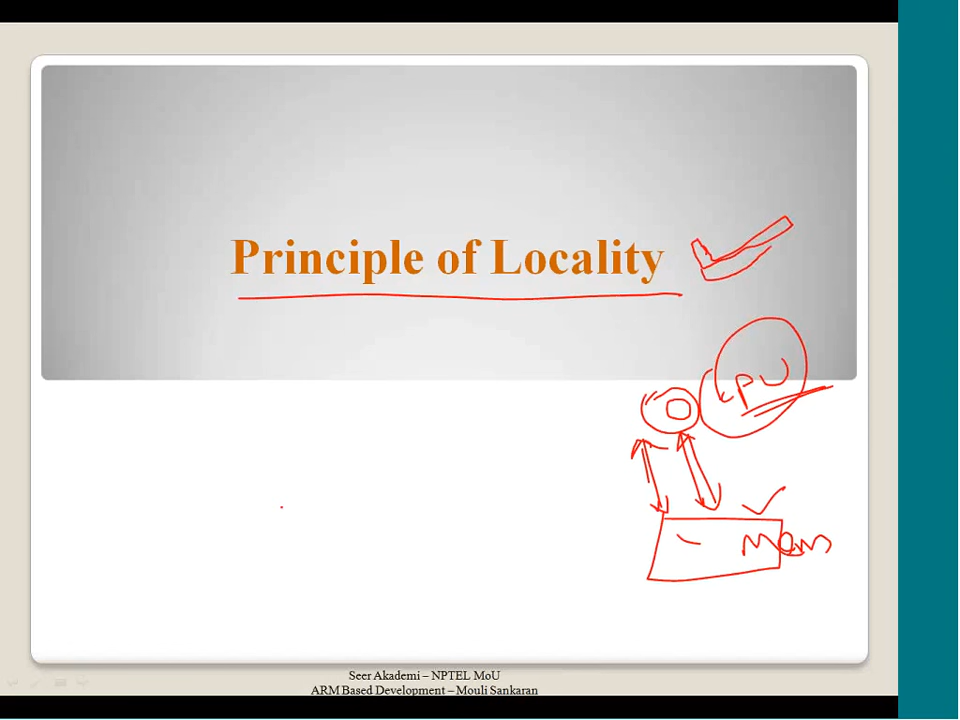 Principle of Locality
CPU
Mem
Seer Akademi – NPTEL MoU
ARM Based Development – Mouli Sankaran